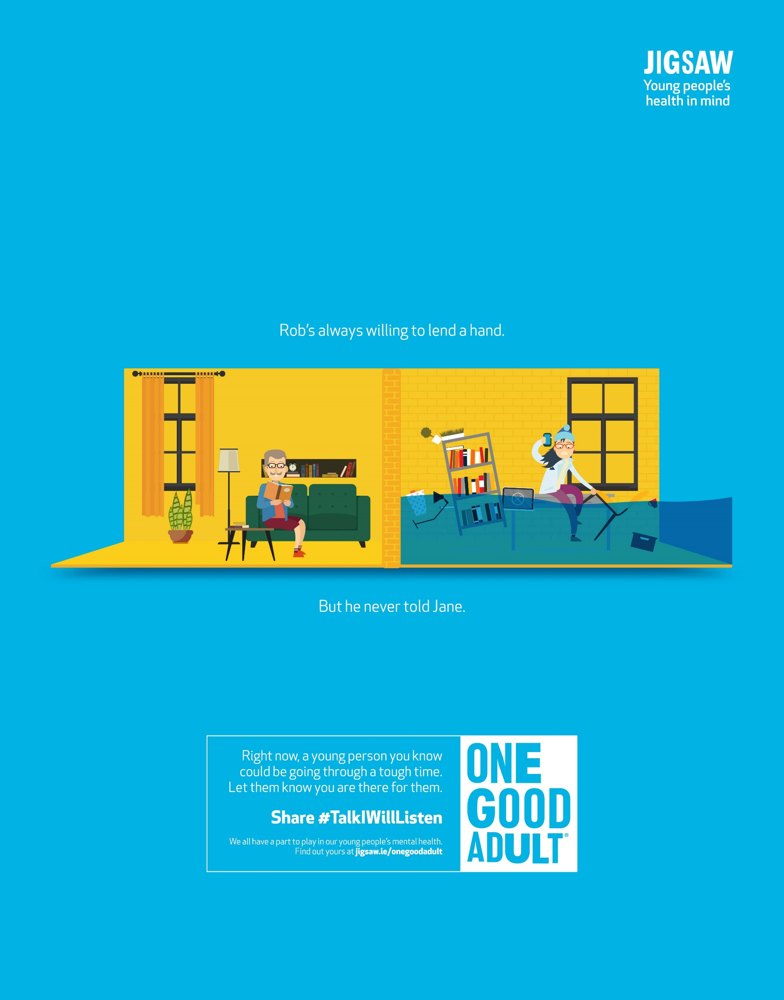 JIGSAW
Young people's
health in mind
Rob's always willing to lend a hand.
But he never told Jane.
Right now, a young person you know
could be going through a tough time.
Let them know you are there for them.
Share #TalkIWillListen
We all have a part to play in our young people's mental health.
Find out yours at jigsaw.ie/onegoodadult
ONE
GOOD
ADULT®